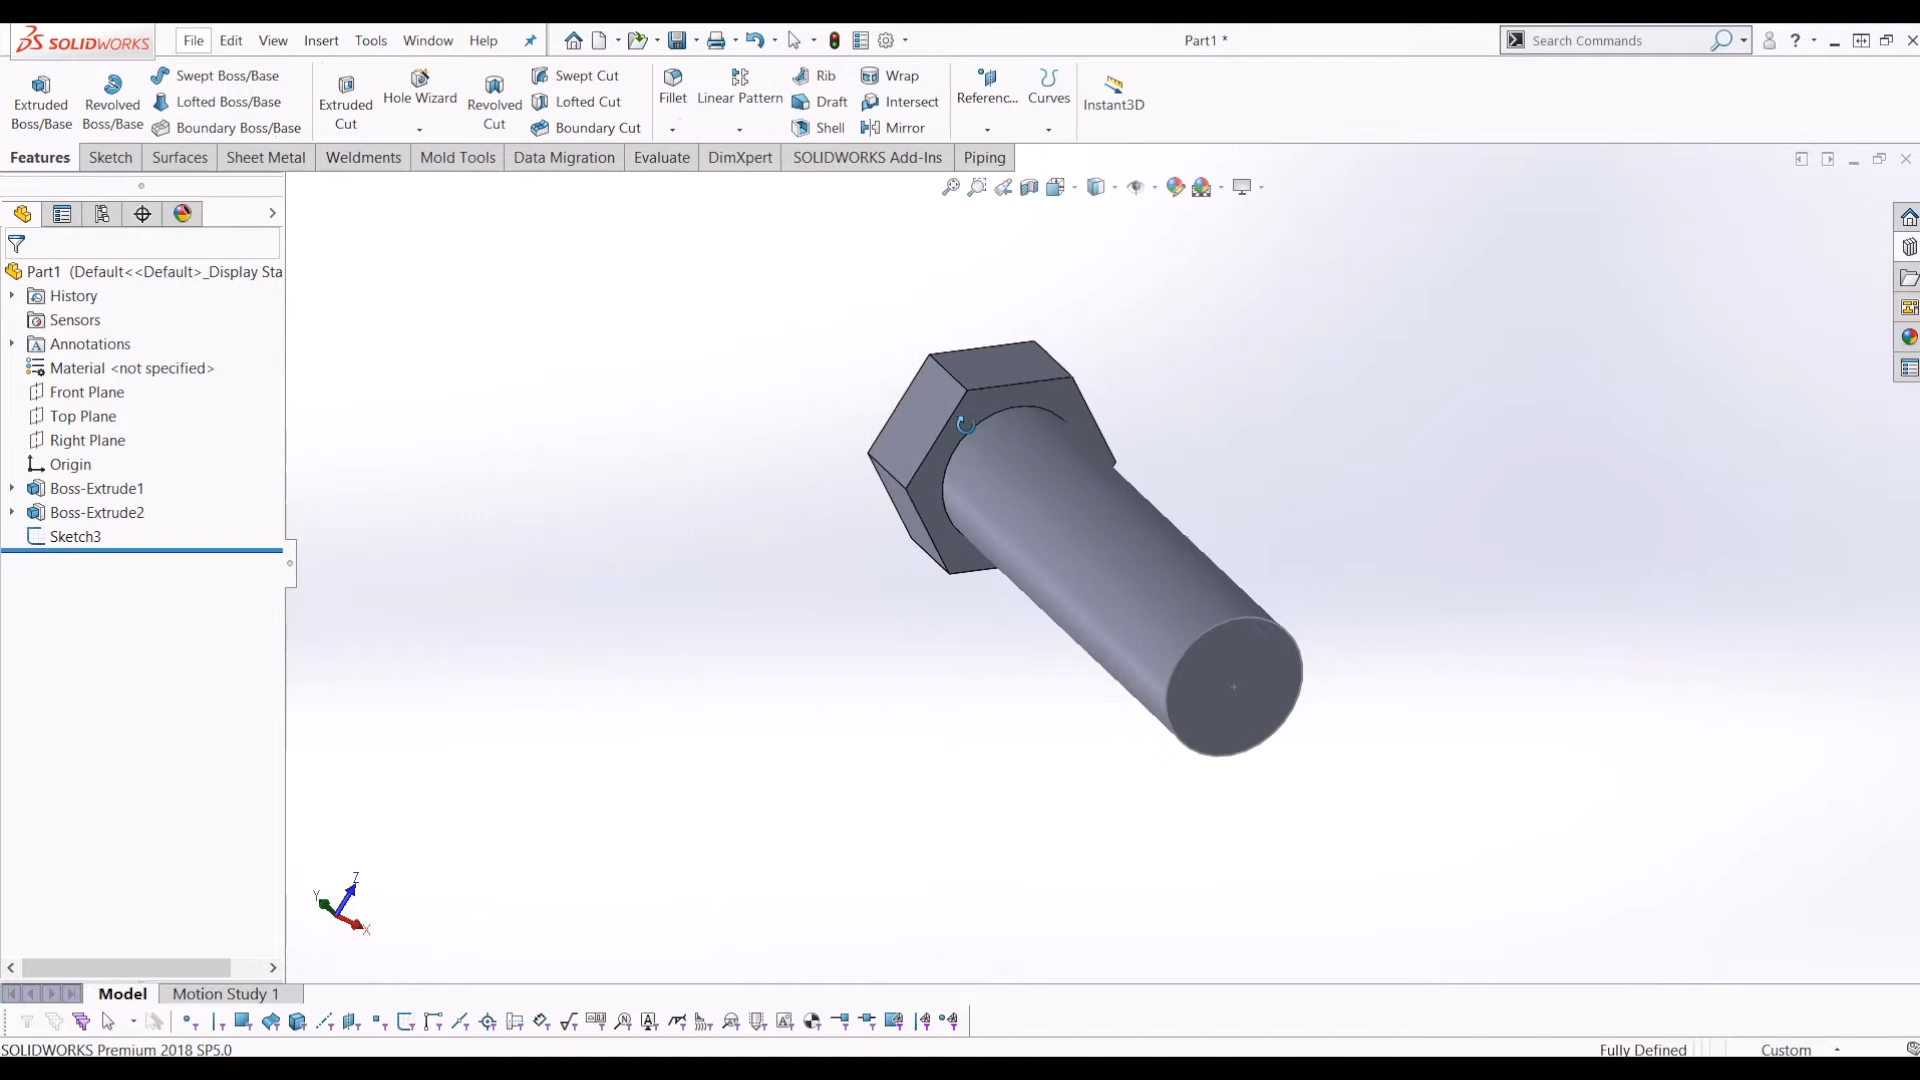 SOLIDWORKS File Edit View Insert Tools Window Help Part1 * Search Commands ?
Extruded Boss/Base
Revolved Boss/Base
Swept Boss/Base
Lofted Boss/Base
Boundary Boss/Base
Extruded Cut
Hole Wizard
Revolved Cut
Swept Cut
Lofted Cut
Boundary Cut
Fillet
Linear Pattern
Rib
Draft
Shell
Wrap
Intersect
Mirror
Referenc...
Curves
Instant3D
Features Sketch Surfaces Sheet Metal Weldments Mold Tools Data Migration Evaluate DimXpert SOLIDWORKS Add-Ins Piping
Part1 (Default<<Default>_Display Sta
History
Sensors
Annotations
Material <not specified>
Front Plane
Top Plane
Right Plane
Origin
Boss-Extrude1
Boss-Extrude2
Sketch3
Z
Y
X
Model Motion Study 1
SOLIDWORKS Premium 2018 SP5.0 Fully Defined Custom